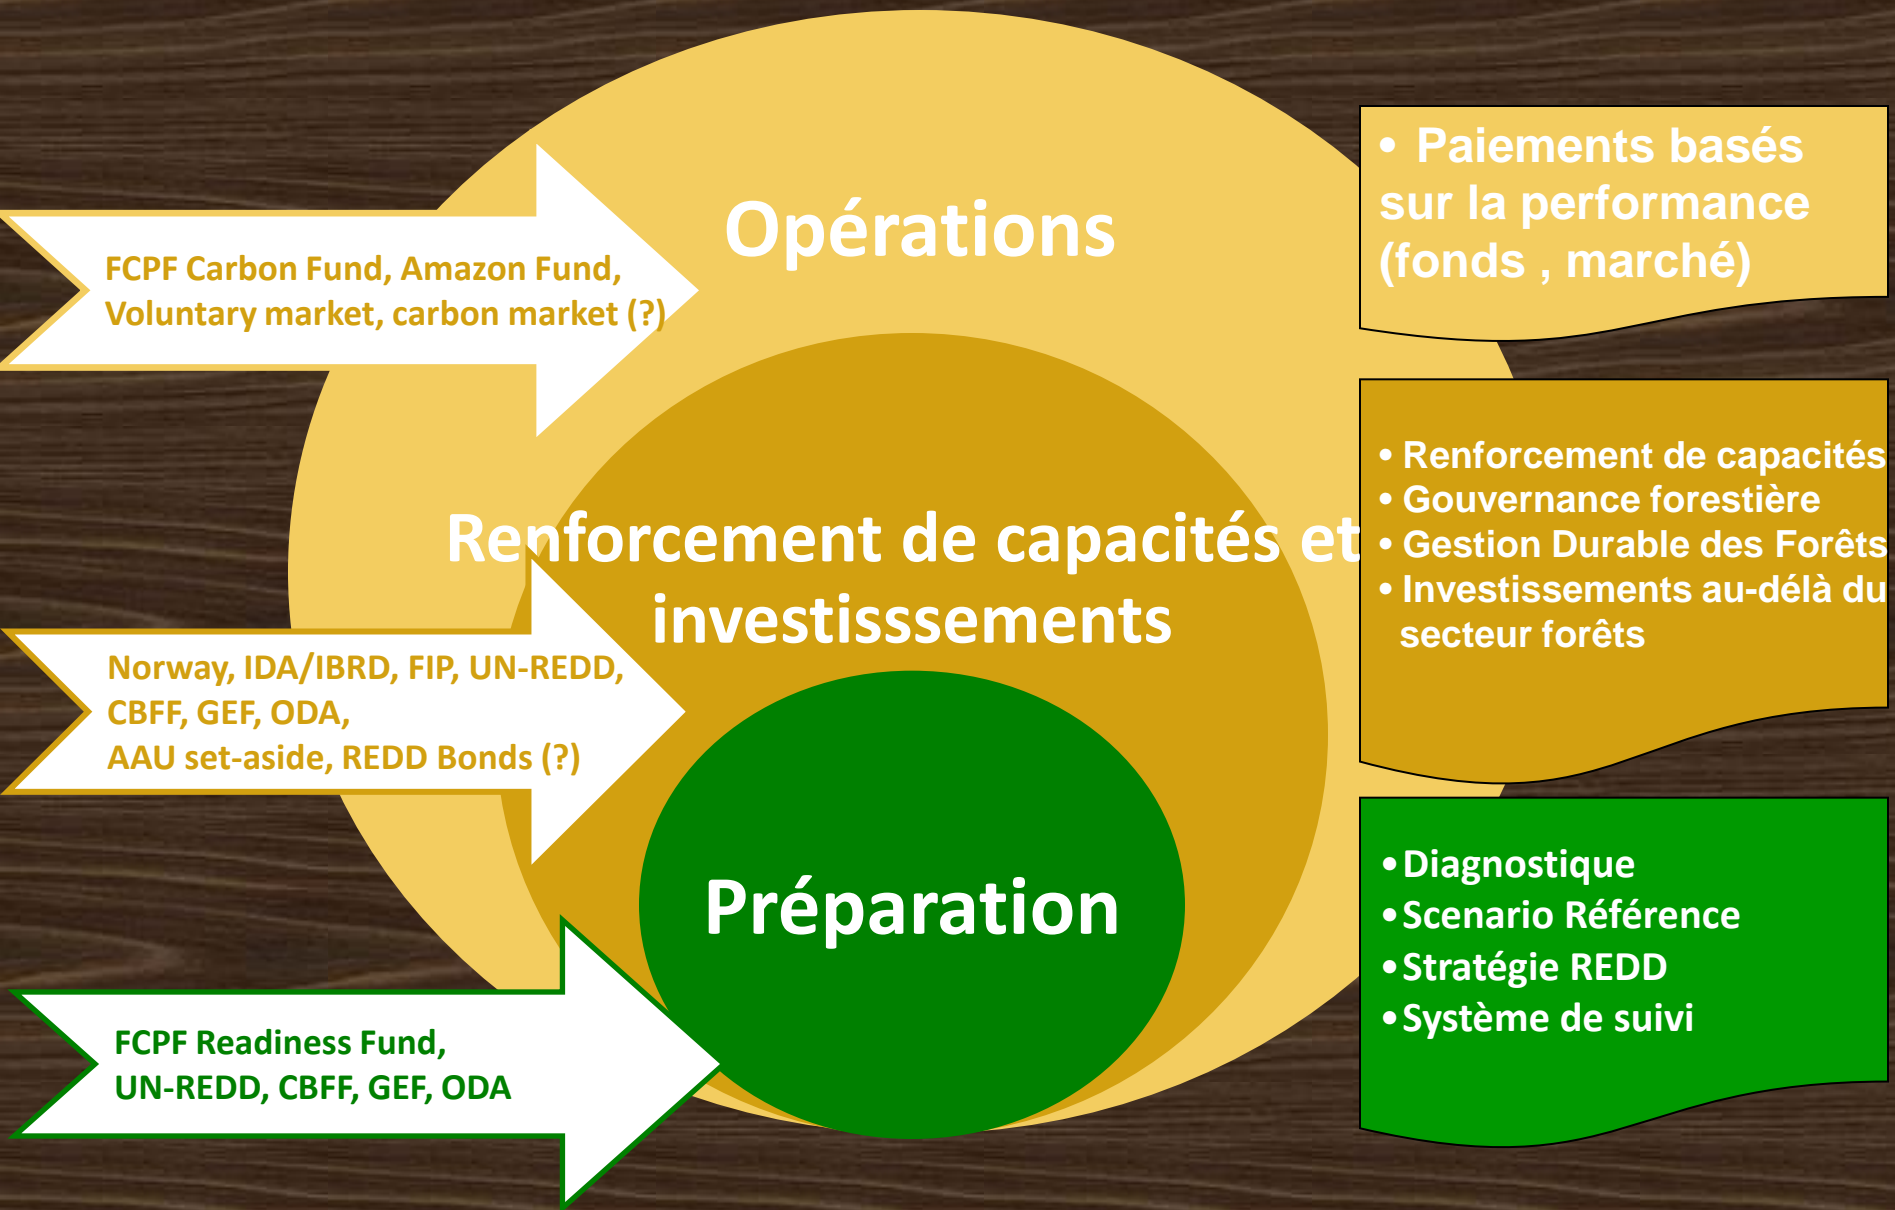 Opérations
FCPF Carbon Fund, Amazon Fund,
Voluntary market, carbon market (?)
• Paiements basés
sur la performance
(fonds , marché)
Renforcement de capacités et
investisssements
Norway, IDA/IBRD, FIP, UN-REDD,
CBFF, GEF, ODA,
AAU set-aside, REDD Bonds (?)
• Renforcement de capacités
• Gouvernance forestière
• Gestion Durable des Forêts
• Investissements au-délà du
secteur forêts
Préparation
FCPF Readiness Fund,
UN-REDD, CBFF, GEF, ODA
• Diagnostique
• Scenario Référence
• Stratégie REDD
• Système de suivi